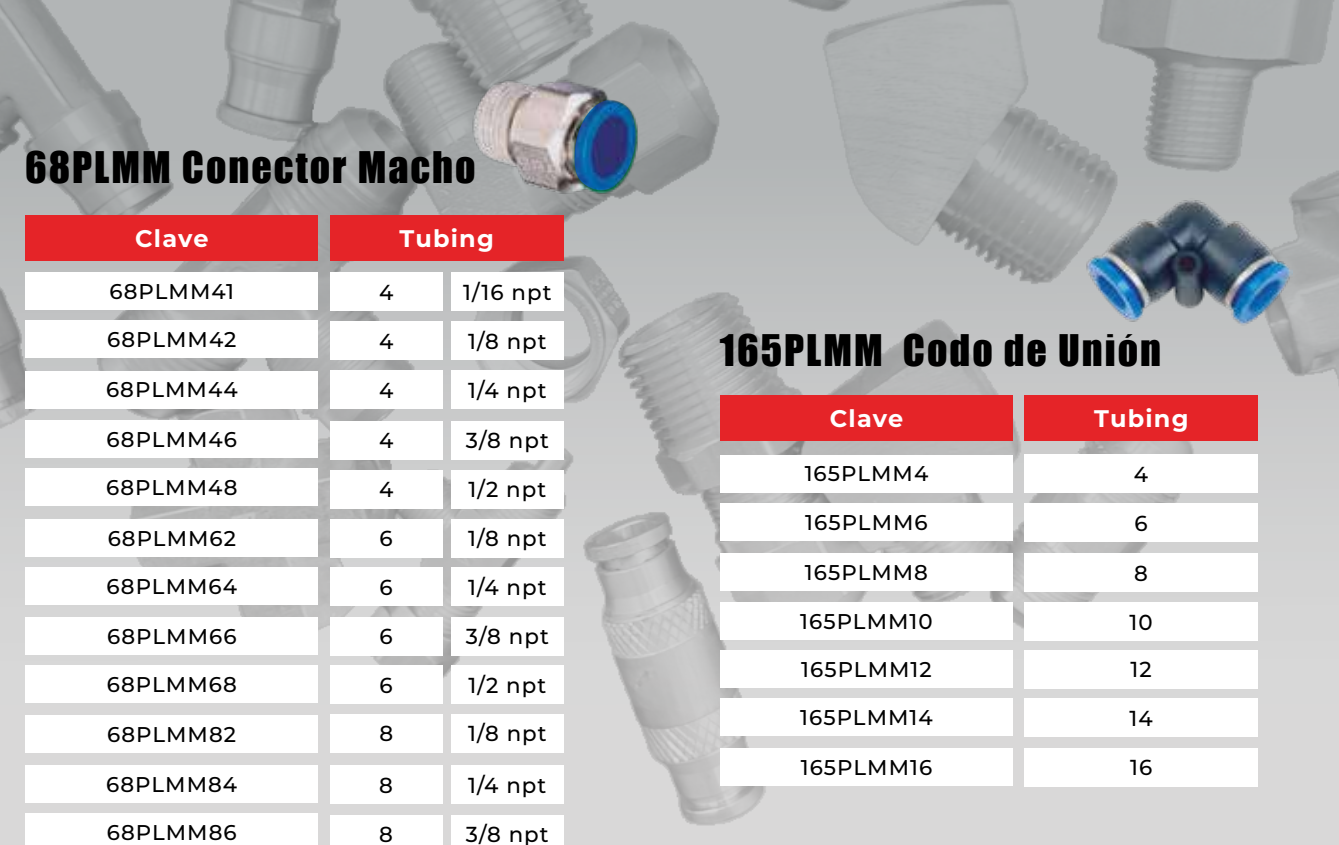 68PLMM Conector Macho
Clave Tubing
68PLMM41 4 1/16 npt
68PLMM42 4 1/8 npt
68PLMM44 4 1/4 npt
68PLMM46 4 3/8 npt
68PLMM48 4 1/2 npt
68PLMM62 6 1/8 npt
68PLMM64 6 1/4 npt
68PLMM66 6 3/8 npt
68PLMM68 6 1/2 npt
68PLMM82 8 1/8 npt
68PLMM84 8 1/4 npt
68PLMM86 8 3/8 npt
165PLMM Codo de Unión
Clave Tubing
165PLMM4 4
165PLMM6 6
165PLMM8 8
165PLMM10 10
165PLMM12 12
165PLMM14 14
165PLMM16 16